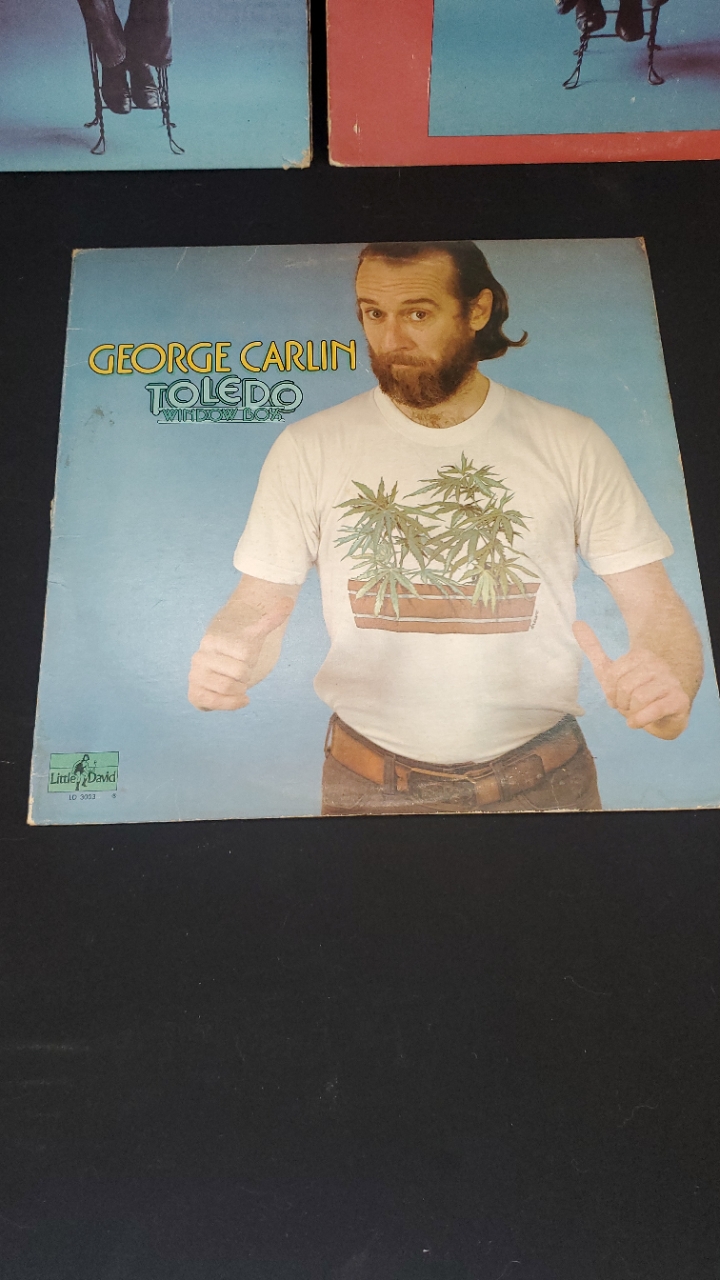 GEORGE CARLIN
TOLEDO
WINDOW BOX
Little David
LD 3003